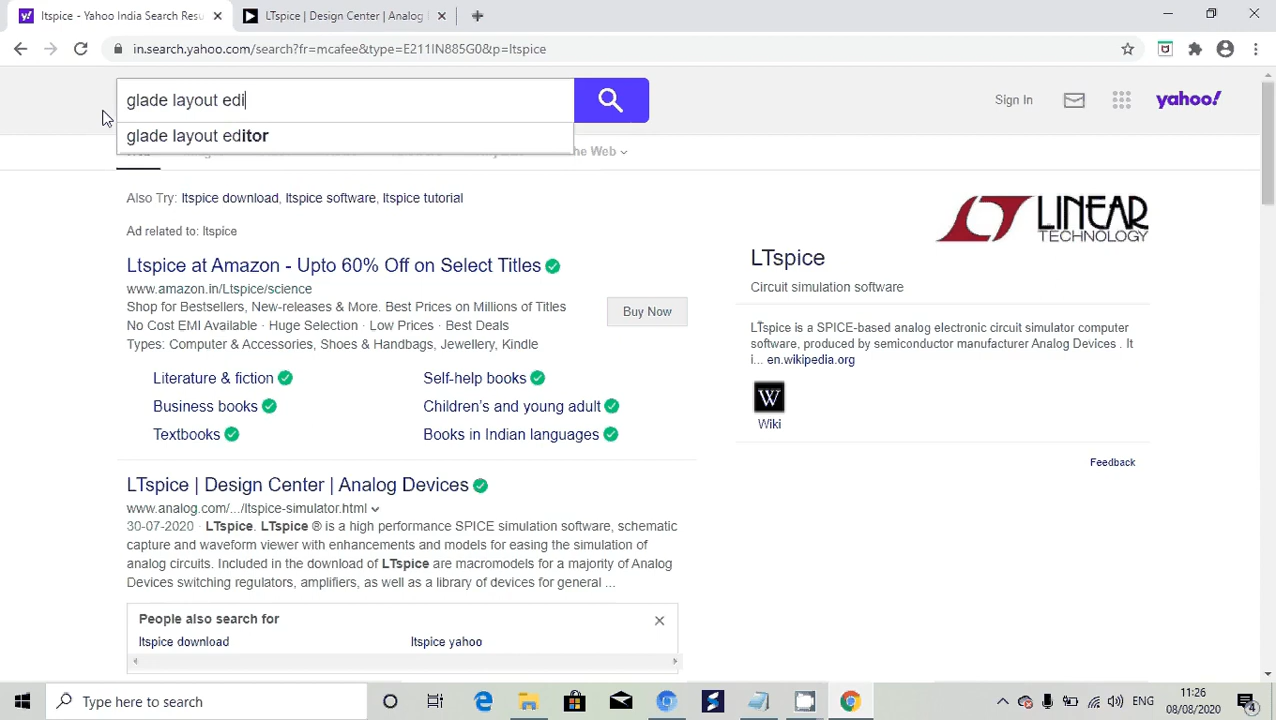 ltspice - Yahoo India Search Resu
LTspice | Design Center | Analog
in.search.yahoo.com/search?fr=mcafee&type=E211IN885G0&p=ltspice
glade layout edi
Sign In
yahoo!
glade layout editor
he Web
Also Try: ltspice download, ltspice software, ltspice tutorial
Ad related to: ltspice
Ltspice at Amazon - Upto 60% Off on Select Titles
www.amazon.in/Ltspice/science
Shop for Bestsellers, New-releases & More. Best Prices on Millions of Titles
No Cost EMI Available · Huge Selection · Low Prices · Best Deals
Types: Computer & Accessories, Shoes & Handbags, Jewellery, Kindle
Buy Now
Literature & fiction
Self-help books
Business books
Children's and young adult
Textbooks
Books in Indian languages
LTspice | Design Center | Analog Devices
www.analog.com/.../ltspice-simulator.html
30-07-2020 · LTspice. LTspice ® is a high performance SPICE simulation software, schematic
capture and waveform viewer with enhancements and models for easing the simulation of
analog circuits. Included in the download of LTspice are macromodels for a majority of Analog
Devices switching regulators, amplifiers, as well as a library of devices for general ...
People also search for
ltspice download
ltspice yahoo
LINEAR
TECHNOLOGY
LTspice
Circuit simulation software
LTspice is a SPICE-based analog electronic circuit simulator computer
software, produced by semiconductor manufacturer Analog Devices . It
i... en.wikipedia.org
W
Wiki
Feedback
Type here to search
ENG
11:26
08/08/2020
4